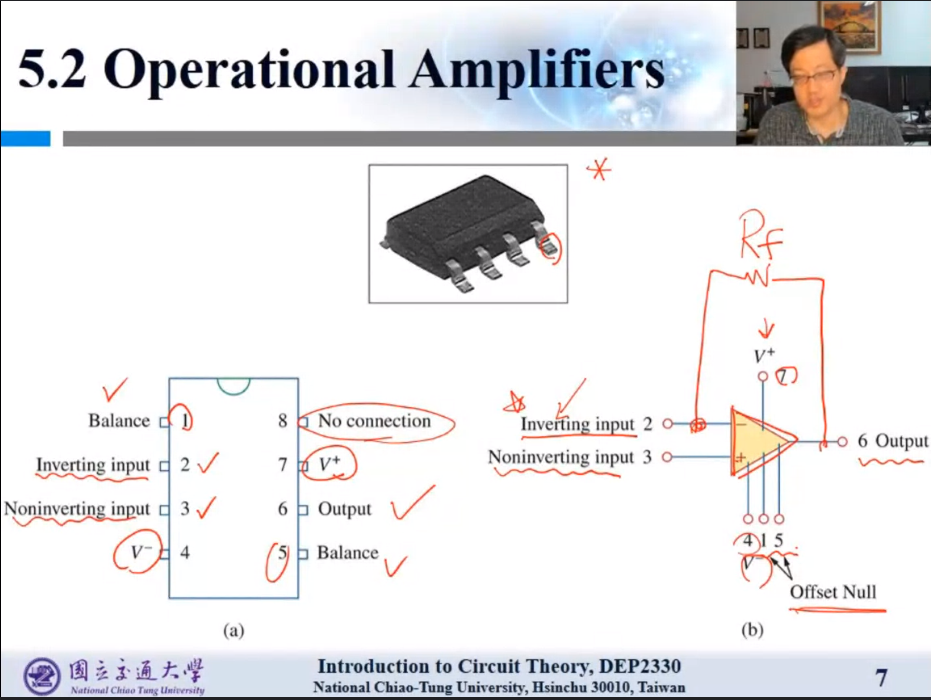 5.2 Operational Amplifiers
*
Rf
V+
7
Balance 1
Inverting input 2
Noninverting input 3
V− 4
8 No connection
7 V+
6 Output
5 Balance
(a)
Inverting input 2
Noninverting input 3
−
+
6 Output
4 1 5
V−
Offset Null
(b)
國立交通大學
National Chiao Tung University
Introduction to Circuit Theory, DEP2330
National Chiao-Tung University, Hsinchu 30010, Taiwan
7